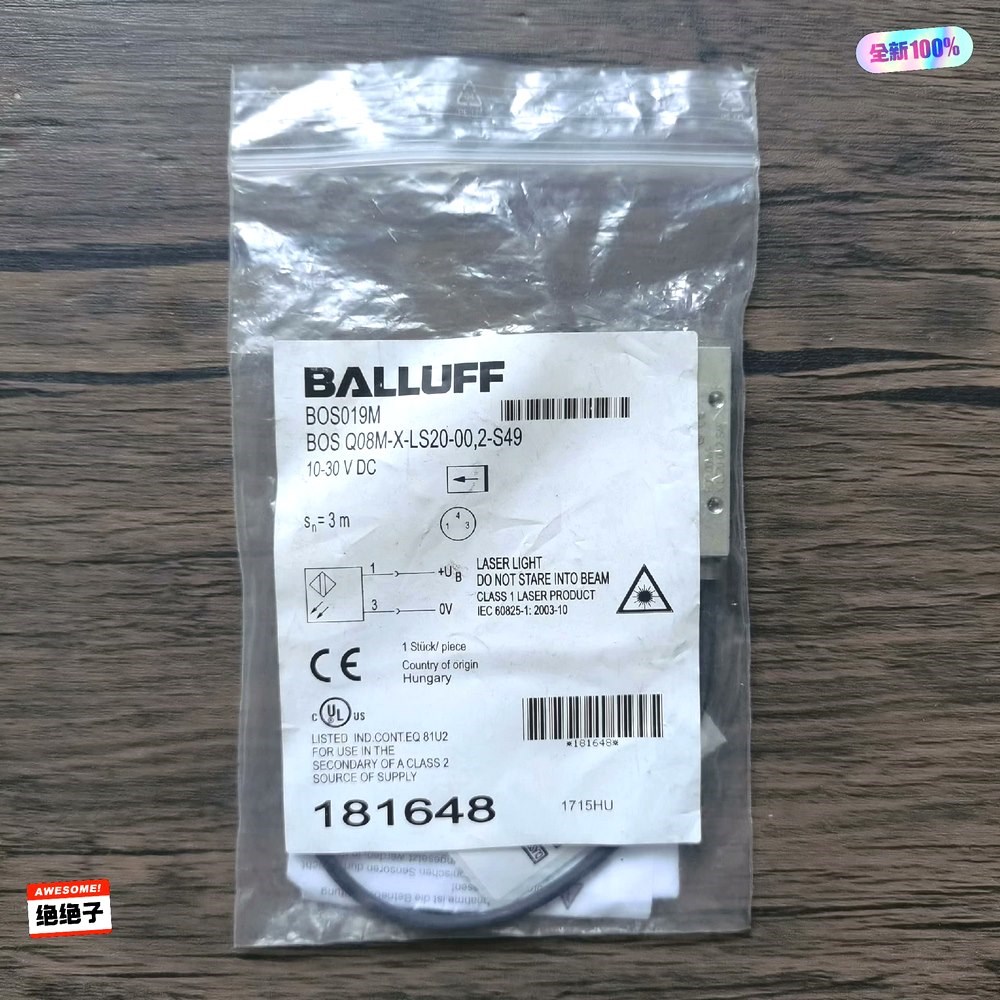 全新100%
BALLUFF
BOS019M
BOS Q08M-X-LS20-00,2-S49
10-30 V DC
sn = 3 m
4
1 3
1 +UB
3 0V
LASER LIGHT
DO NOT STARE INTO BEAM
CLASS 1 LASER PRODUCT
IEC 60825-1: 2003-10
1 Stück/ piece
Country of origin
Hungary
CE
C UL US
LISTED IND.CONT.EQ 81U2
FOR USE IN THE
SECONDARY OF A CLASS 2
SOURCE OF SUPPLY
*181648*
181648
1715HU
AWESOME!
绝绝子